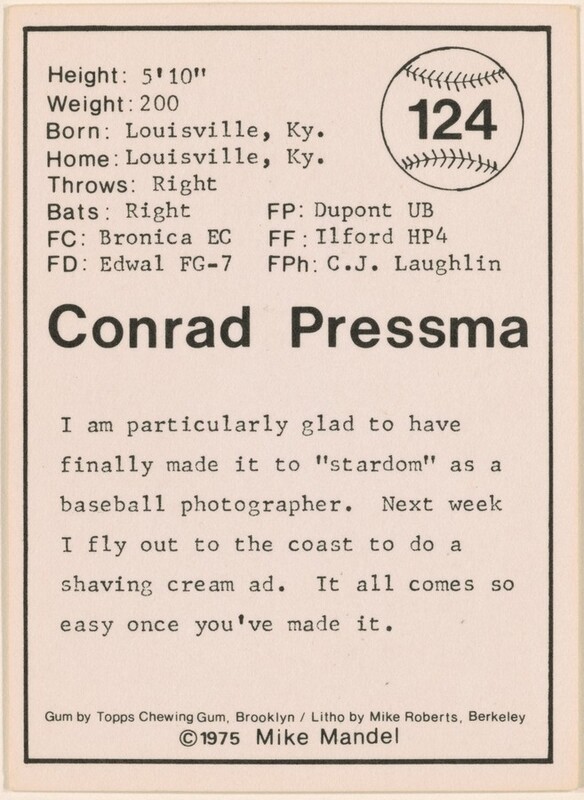 Height: 5'10"
Weight: 200
Born: Louisville, Ky.
Home: Louisville, Ky.
Throws: Right
Bats: Right FP: Dupont UB
FC: Bronica EC FF: Ilford HP4
FD: Edwal FG-7 FPh: C.J. Laughlin
124
Conrad Pressma
I am particularly glad to have
finally made it to "stardom" as a
baseball photographer. Next week
I fly out to the coast to do a
shaving cream ad. It all comes so
easy once you've made it.
Gum by Topps Chewing Gum, Brooklyn / Litho by Mike Roberts, Berkeley
©1975 Mike Mandel